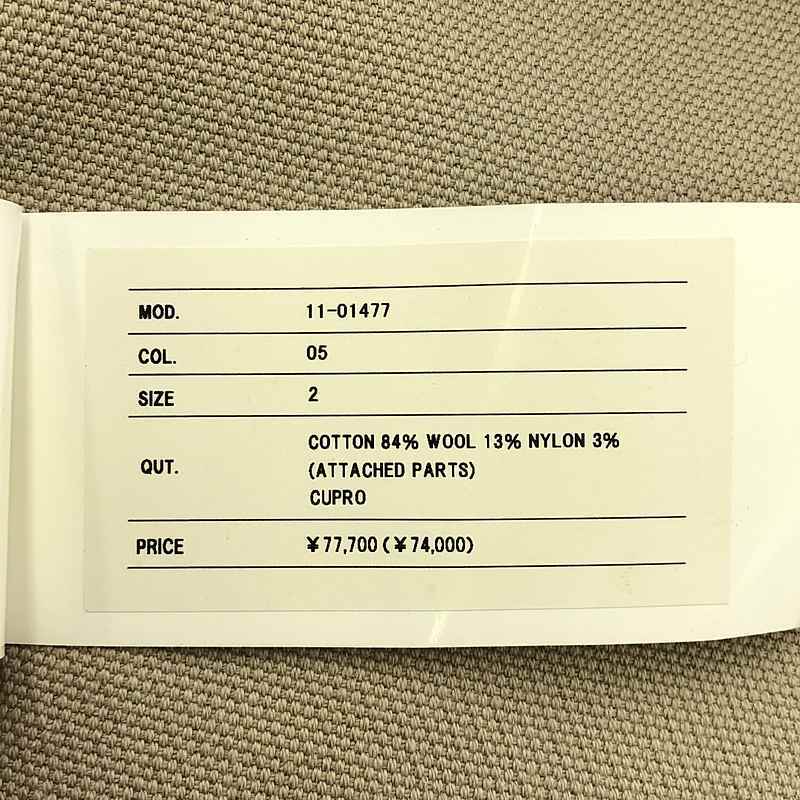 MOD. 11-01477
COL. 05
SIZE 2
QUT. COTTON 84% WOOL 13% NYLON 3%
(ATTACHED PARTS)
CUPRO
PRICE ¥77,700(¥74,000)